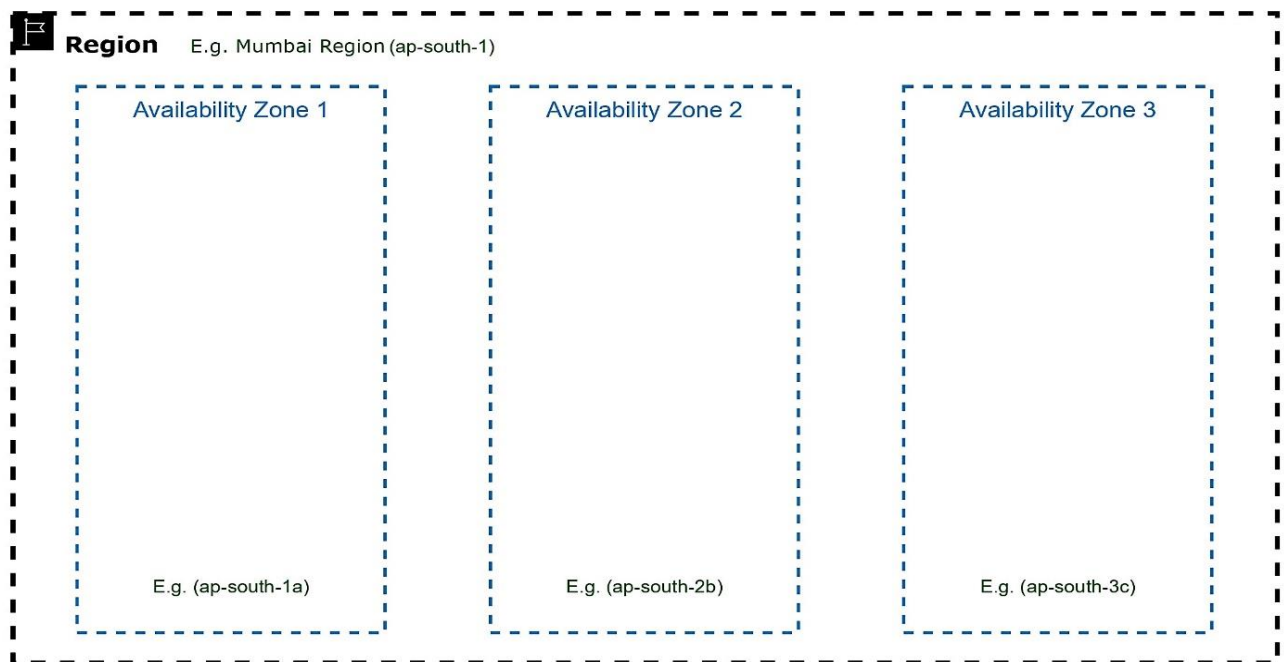 Region E.g. Mumbai Region (ap-south-1)
Availability Zone 1
Availability Zone 2
Availability Zone 3
E.g. (ap-south-1a)
E.g. (ap-south-2b)
E.g. (ap-south-3c)